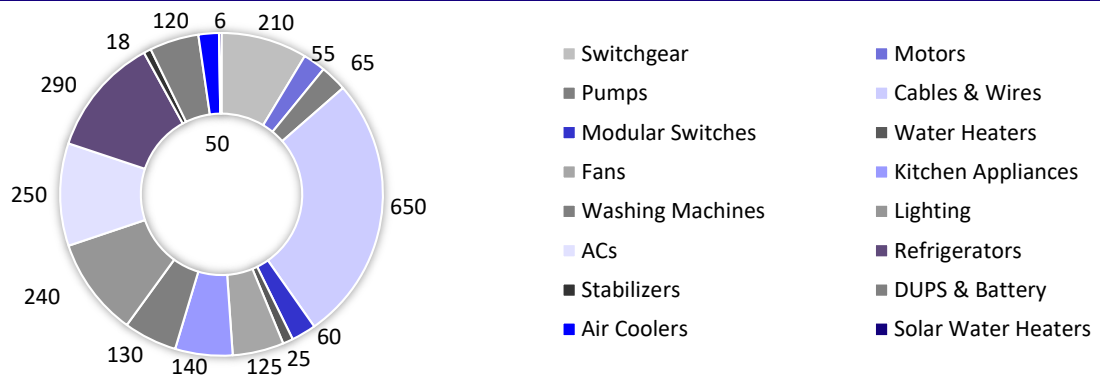 120 6 210
18 55 65
290
50
250 650
240 60
130 140 125 25
Switchgear Motors
Pumps Cables & Wires
Modular Switches Water Heaters
Fans Kitchen Appliances
Washing Machines Lighting
ACs Refrigerators
Stabilizers DUPS & Battery
Air Coolers Solar Water Heaters